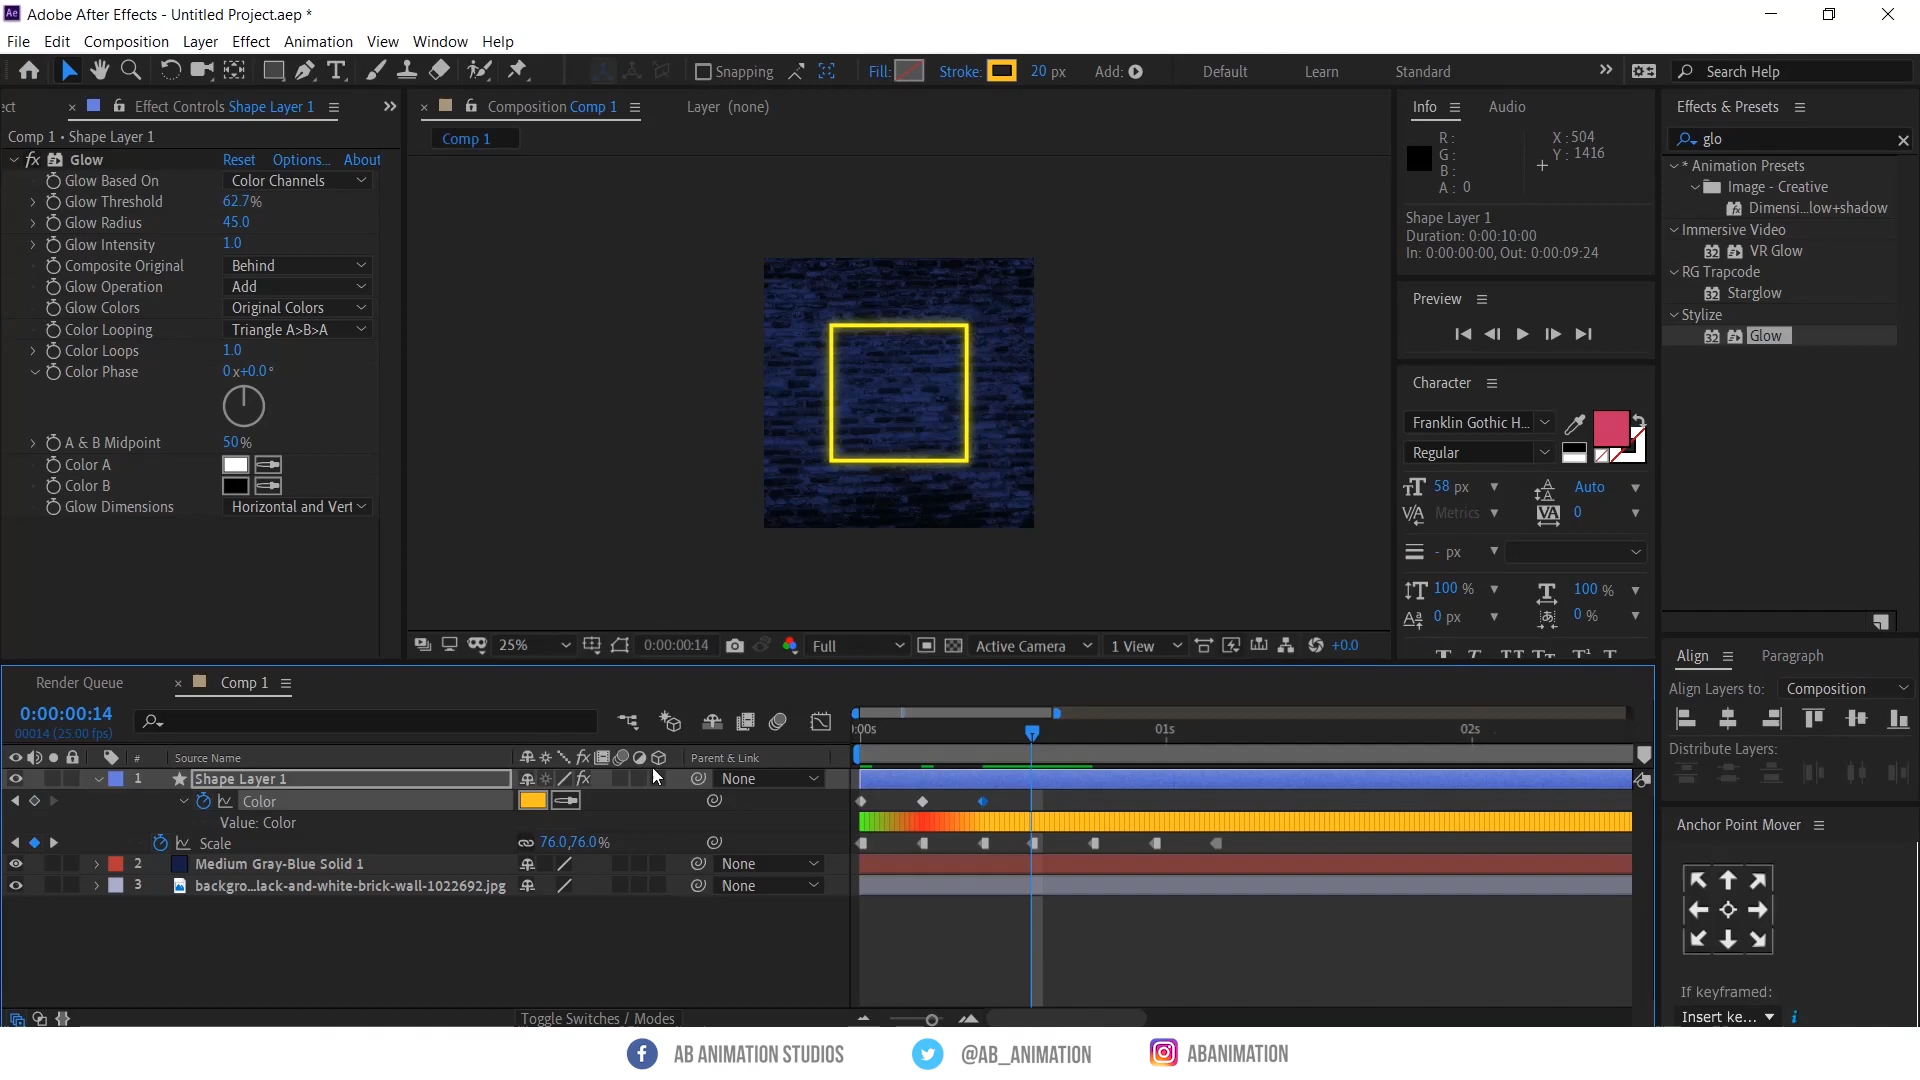 Adobe After Effects - Untitled Project.aep *
File Edit Composition Layer Effect Animation View Window Help
Snapping Fill: Stroke: 20 px Add: Default Learn Standard Search Help
ect Effect Controls Shape Layer 1
Composition Comp 1 Layer (none)
Info Audio
Effects & Presets
Comp 1 • Shape Layer 1
Comp 1
Glow Reset Options... About
Glow Based On Color Channels
Glow Threshold 62.7%
Glow Radius 45.0
Glow Intensity 1.0
Composite Original Behind
Glow Operation Add
Glow Colors Original Colors
Color Looping Triangle A>B>A
Color Loops 1.0
Color Phase 0x+0.0°
A & B Midpoint 50%
Color A
Color B
Glow Dimensions Horizontal and Vert
25% 0:00:00:14 Full Active Camera 1 View +0.0
R: X: 504
G: Y: 1416
B:
A: 0
Shape Layer 1
Duration: 0:00:10:00
In: 0:00:00:00, Out: 0:00:09:24
Preview
Character
Franklin Gothic H...
Regular
58 px Auto
Metrics 0
- px
100 % 100 %
0 px 0 %
glo
* Animation Presets
Image - Creative
Dimensi...low+shadow
Immersive Video
VR Glow
RG Trapcode
Starglow
Stylize
Glow
Align Paragraph
Align Layers to: Composition
Distribute Layers:
Anchor Point Mover
If keyframed:
Insert ke...
Render Queue Comp 1
0:00:00:14
00014 (25.00 fps)
:00s 01s 02s
# Source Name Parent & Link
1 Shape Layer 1 None
Color
Value: Color
Scale 76.0,76.0%
2 Medium Gray-Blue Solid 1 None
3 backgro...lack-and-white-brick-wall-1022692.jpg None
Toggle Switches / Modes
AB ANIMATION STUDIOS @AB_ANIMATION ABANIMATION